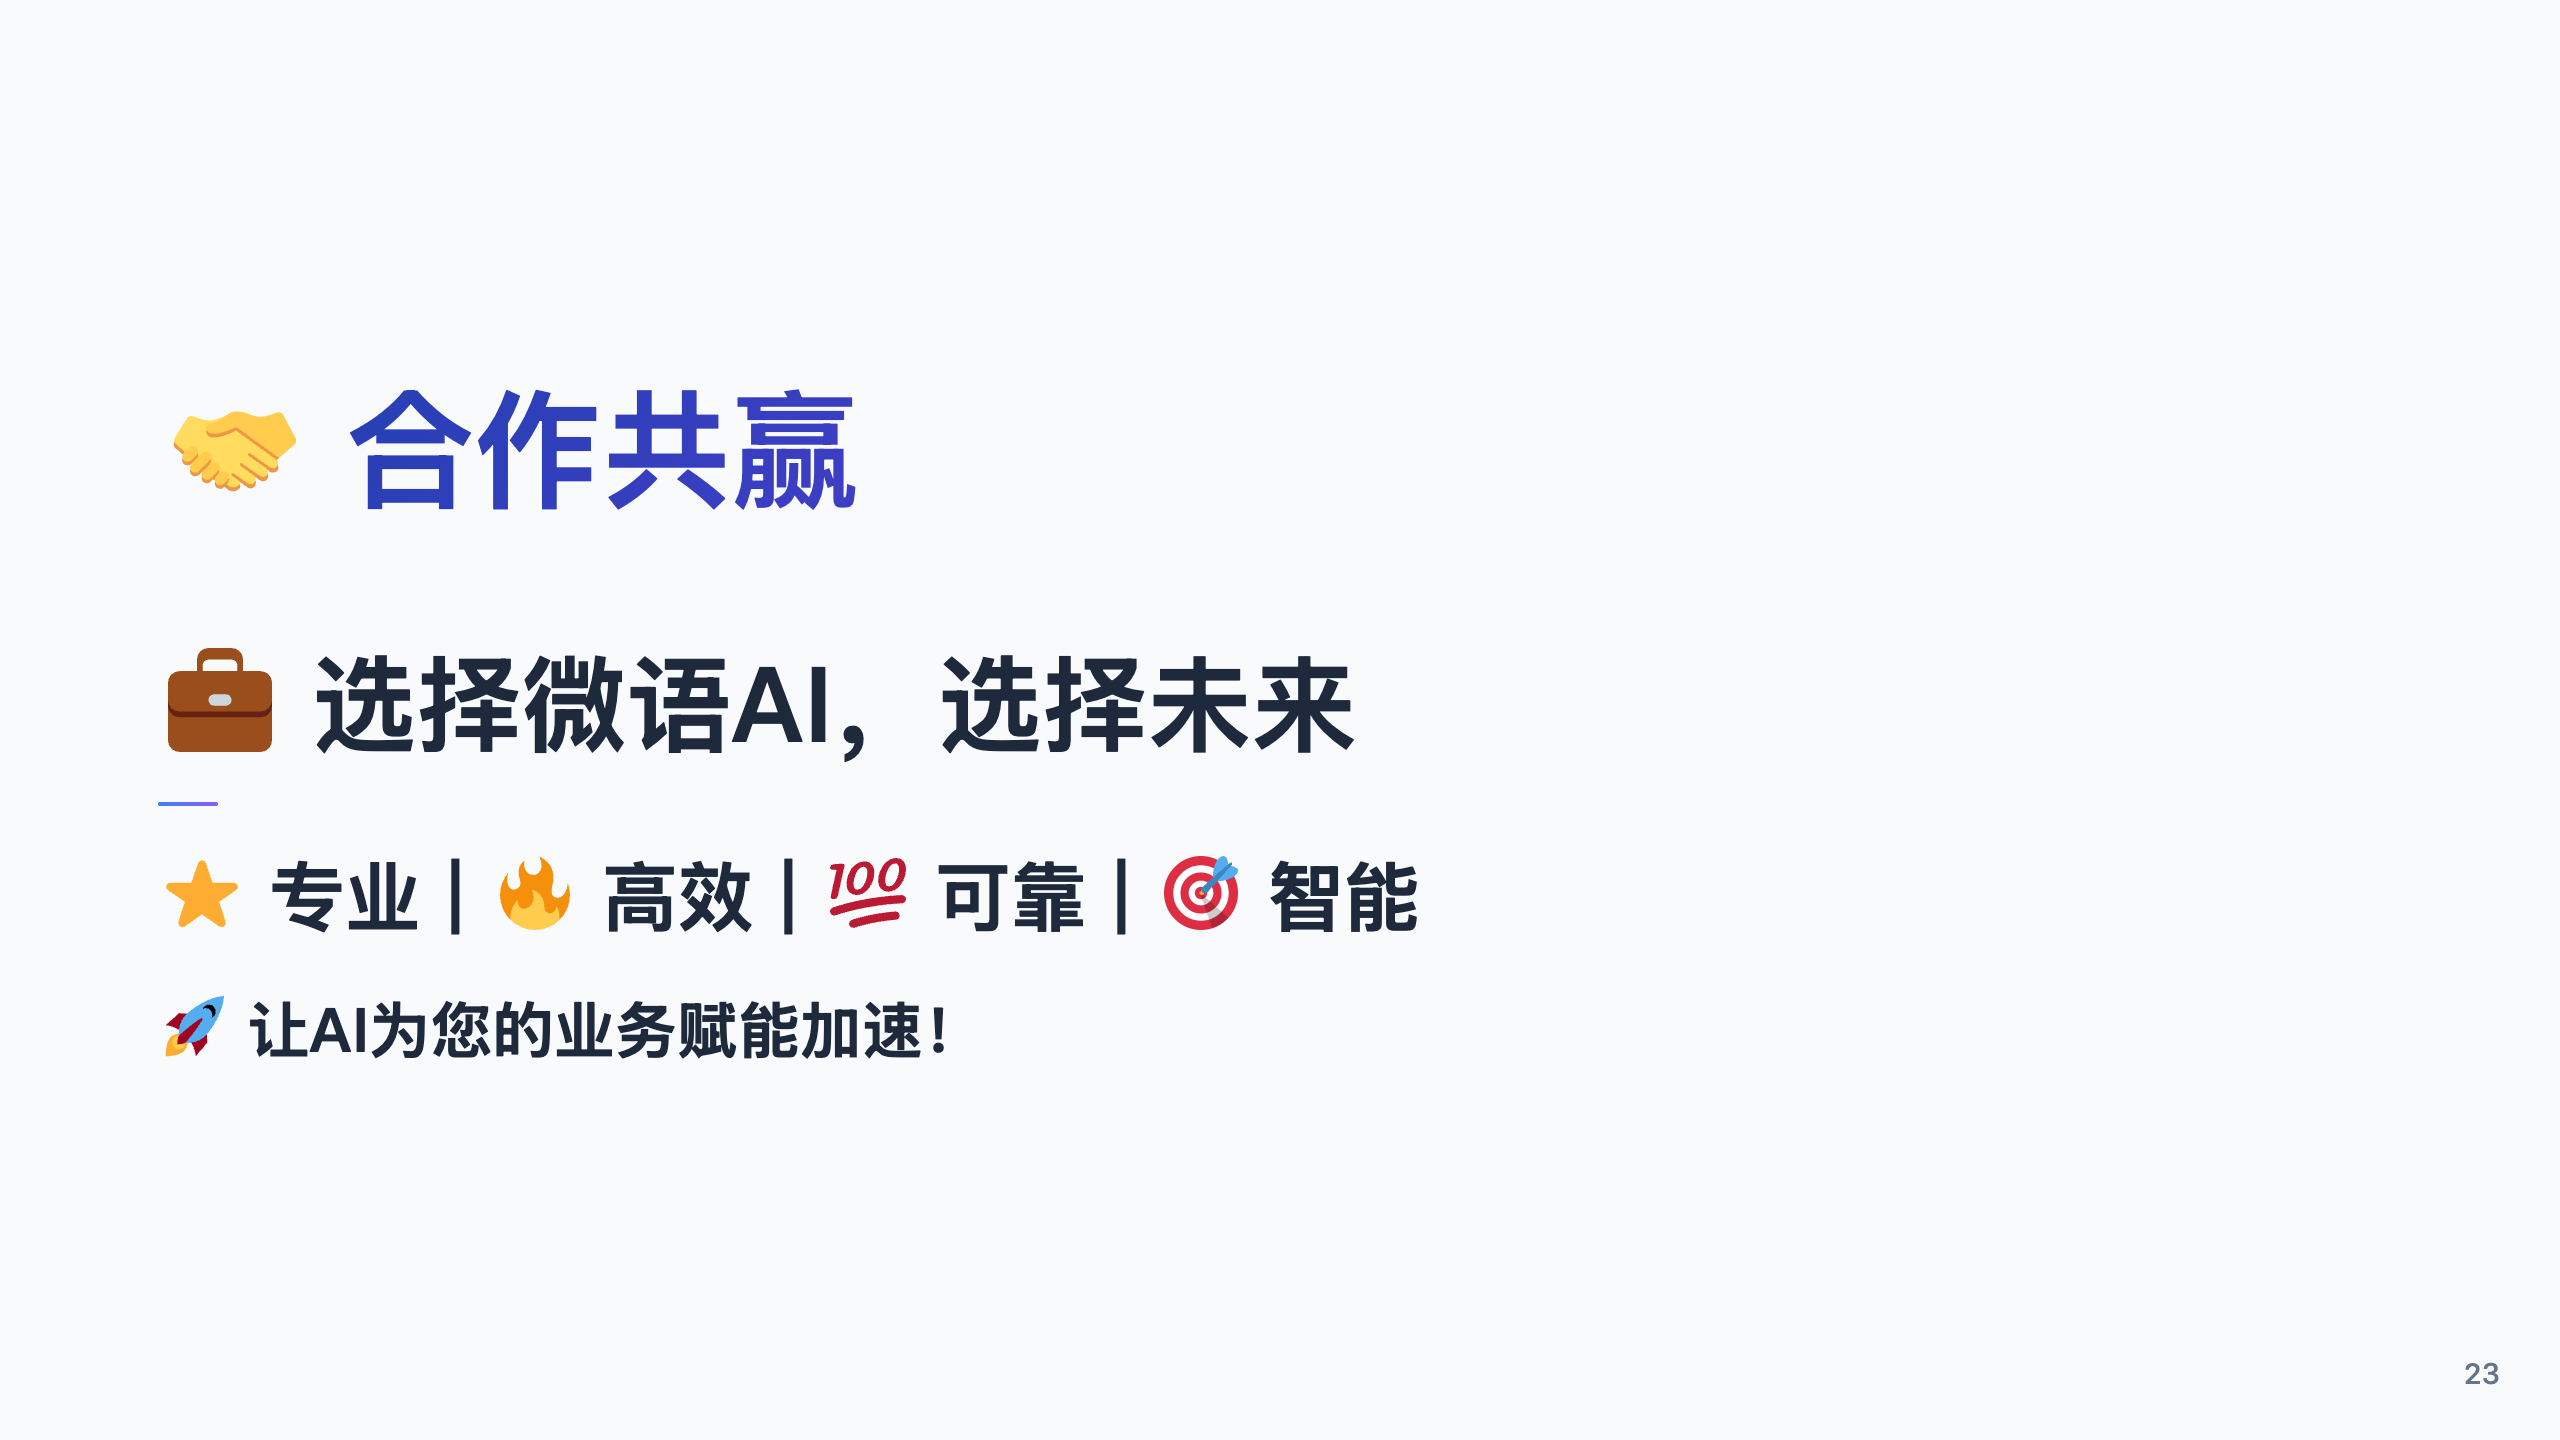 🤝 合作共赢
💼 选择微语AI，选择未来
⭐ 专业 | 🔥 高效 | 💯 可靠 | 🎯 智能
🚀 让AI为您的业务赋能加速！
23